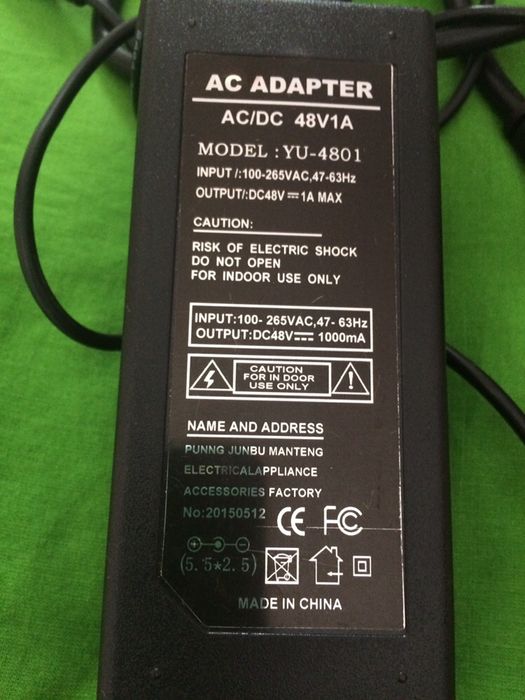 AC ADAPTER
AC/DC 48V1A
MODEL :YU-4801
INPUT /:100-265VAC,47-63Hz
OUTPUT/:DC48V⎓1A MAX
CAUTION:
RISK OF ELECTRIC SHOCK
DO NOT OPEN
FOR INDOOR USE ONLY
INPUT:100- 265VAC,47- 63Hz
OUTPUT:DC48V⎓ 1000mA
CAUTION
FOR IN DOOR
USE ONLY
NAME AND ADDRESS
PUNNG JUNBU MANTENG
ELECTRICALAPPLIANCE
ACCESSORIES FACTORY
No:20150512 CE FC
(5.5*2.5)
MADE IN CHINA